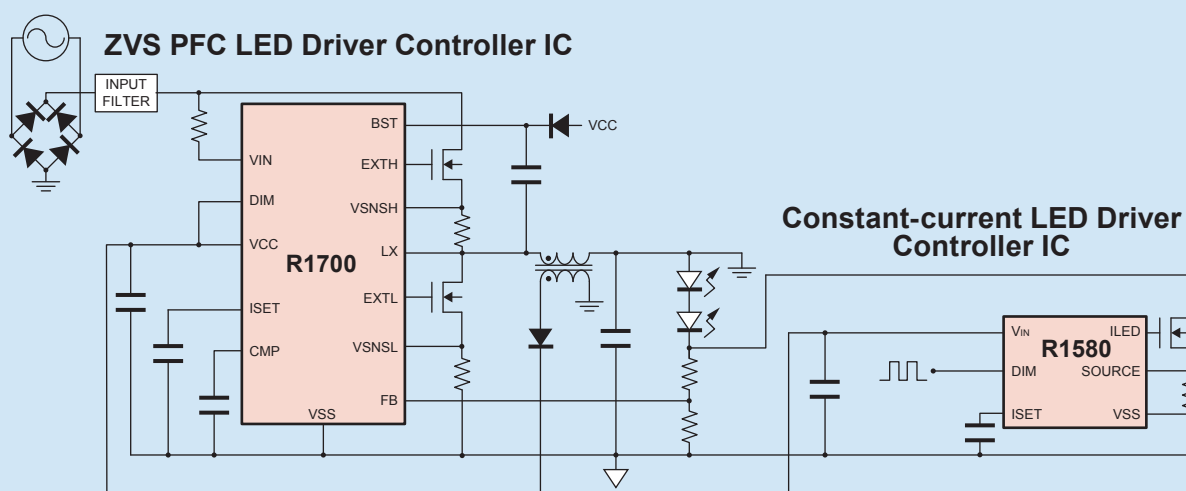 ZVS PFC LED Driver Controller IC
INPUT
FILTER
BST
VCC
VIN
EXTH
DIM
VSNSH
VCC
LX
R1700
ISET
EXTL
CMP
VSNSL
FB
VSS
Constant-current LED Driver
Controller IC
VIN
ILED
R1580
DIM
SOURCE
ISET
VSS